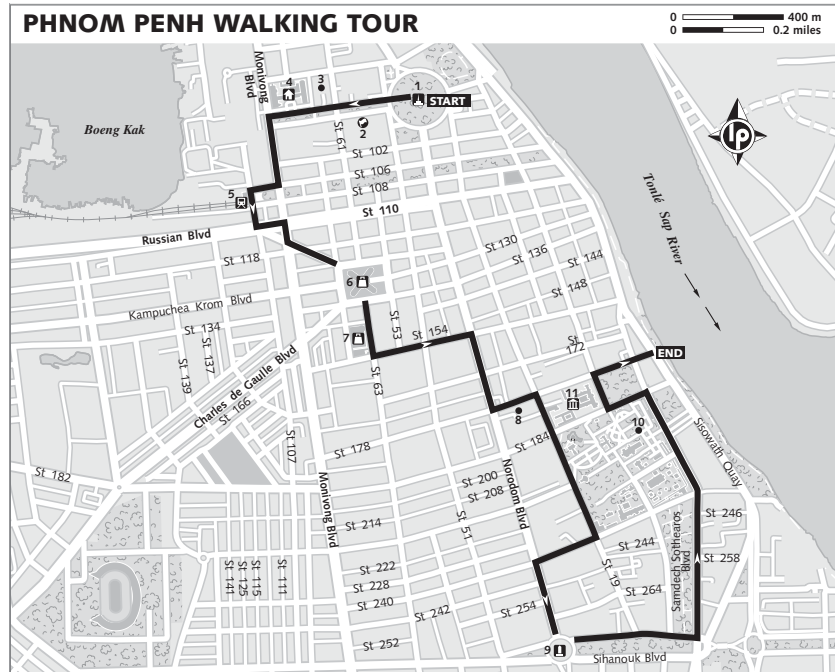 PHNOM PENH WALKING TOUR
0 400 m
0 0.2 miles
Monivong
Blvd
4
3
1
START
2
Boeng Kak
St 61
St 102
St 106
St 108
5
St 110
Russian Blvd
lp
Tonlé Sap River
St 118
St 130
St 136
St 144
St 148
6
Kampuchea Krom Blvd
St 134
St 137
St 139
7
St 53
St 154
St
172
END
Charles de Gaulle Blvd
St 166
St 63
11
8
10
St 107
St 178
St 184
Sisowath Quay
St 182
Monivong Blvd
St 200
St 208
Norodom Blvd
St 51
St 214
St 246
Samdech Sothearos
Blvd
St 244
St 258
St 19
St 264
St 141
St 125
St 115
St 111
St 222
St 228
St 240
St 242
St 254
St 252
9
Sihanouk Blvd